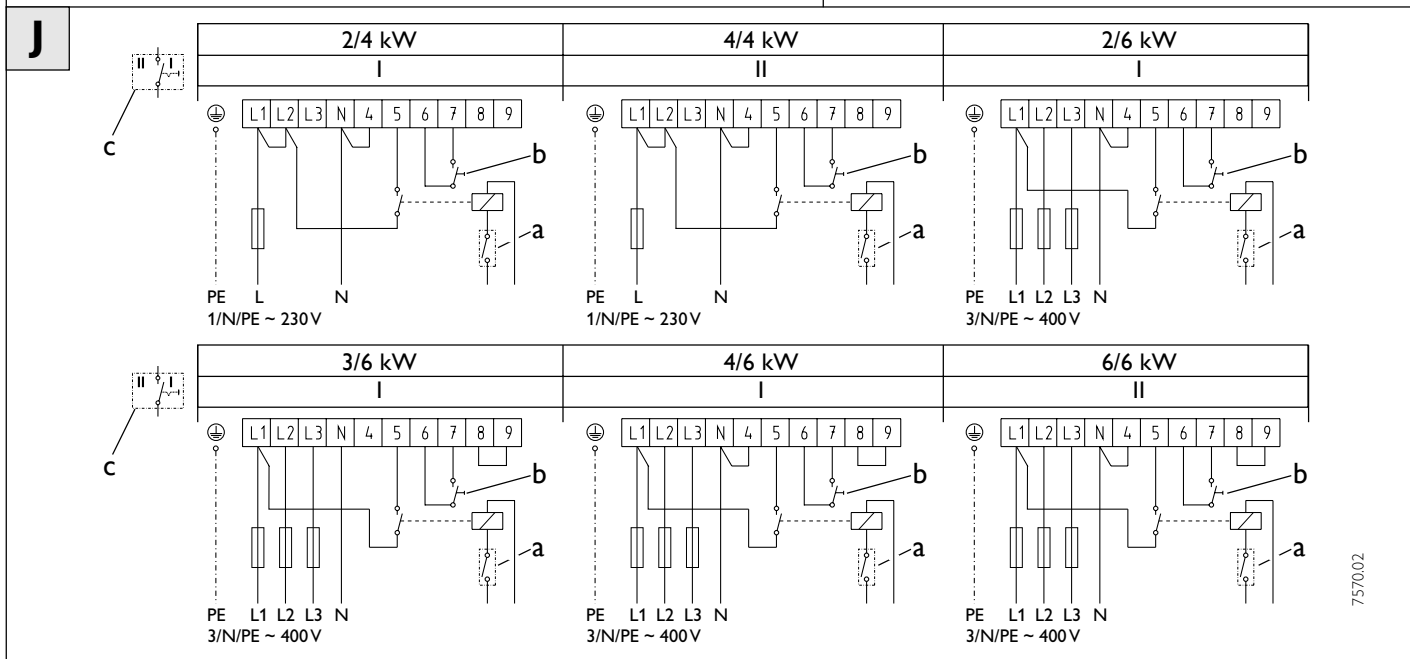 J
2/4 kW 4/4 kW 2/6 kW
I II I
II I
L1 L2 L3 N 4 5 6 7 8 9 L1 L2 L3 N 4 5 6 7 8 9 L1 L2 L3 N 4 5 6 7 8 9
c b b b
a a a
PE L N PE L N PE L1 L2 L3 N
1/N/PE ~ 230 V 1/N/PE ~ 230 V 3/N/PE ~ 400 V
3/6 kW 4/6 kW 6/6 kW
I I II
II I
L1 L2 L3 N 4 5 6 7 8 9 L1 L2 L3 N 4 5 6 7 8 9 L1 L2 L3 N 4 5 6 7 8 9
c b b b
a a a
PE L1 L2 L3 N PE L1 L2 L3 N PE L1 L2 L3 N
3/N/PE ~ 400 V 3/N/PE ~ 400 V 3/N/PE ~ 400 V
7570.02